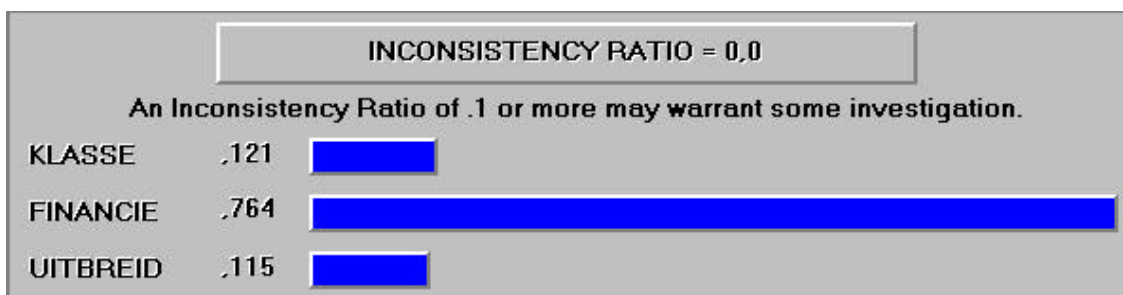 INCONSISTENCY RATIO = 0,0
An Inconsistency Ratio of .1 or more may warrant some investigation.
KLASSE ,121
FINANCIE ,764
UITBREID ,115